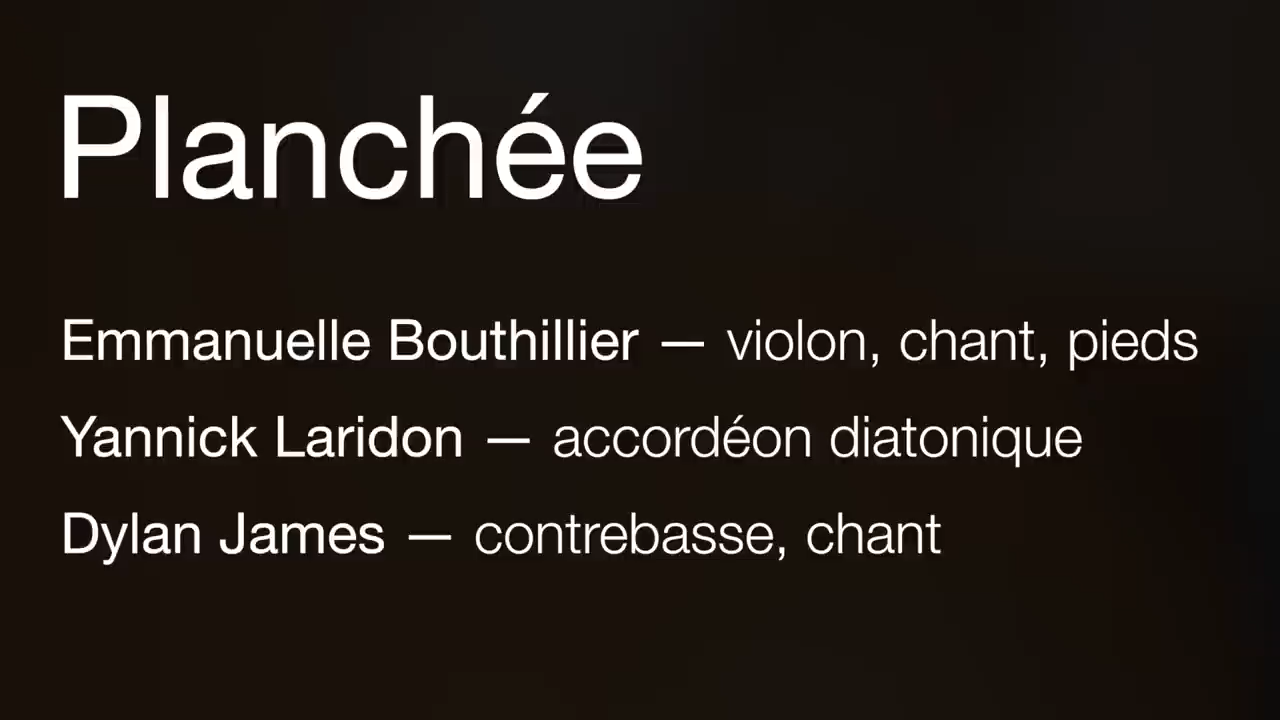 Planchée
Emmanuelle Bouthillier — violon, chant, pieds
Yannick Laridon — accordéon diatonique
Dylan James — contrebasse, chant